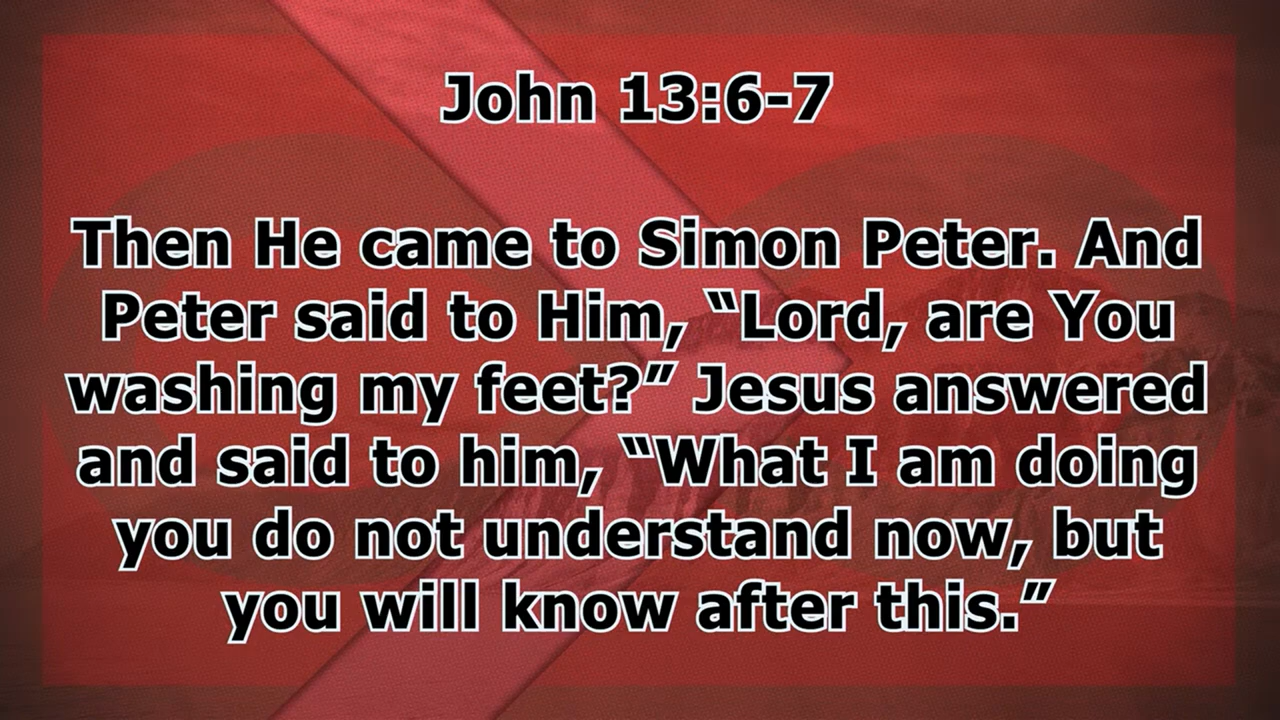 John 13:6-7
Then He came to Simon Peter. And
Peter said to Him, “Lord, are You
washing my feet?” Jesus answered
and said to him, “What I am doing
you do not understand now, but
you will know after this.”